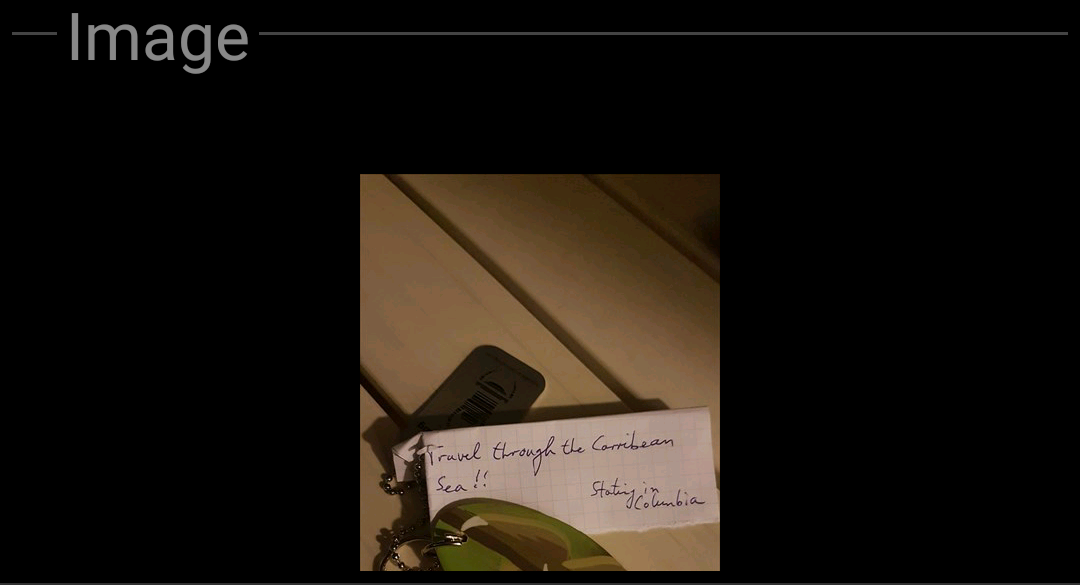 Image
Travel through the Carribean
Sea!!
Stating in
Columbia